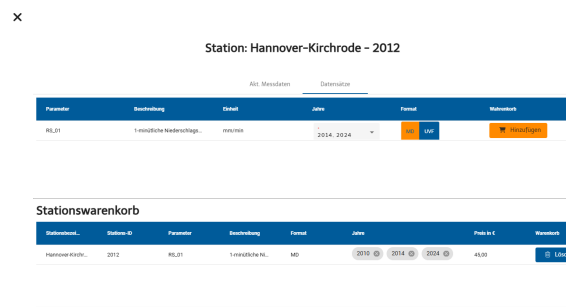 Station: Hannover-Kirchrode - 2012
Akt. Messdaten Datensätze
Parameter Beschreibung Einheit Jahre Format Warenkorb
RS_01 1-minütliche Niederschlags... mm/min 2014, 2024 MD UVF Hinzufügen
Stationswarenkorb
Stationsbezei... Stations-ID Parameter Beschreibung Format Jahre Preis in € Warenkorb
Hannover-Kirchr... 2012 RS_01 1-minütliche Ni... MD 2010 2014 2024 45,00 Lösc